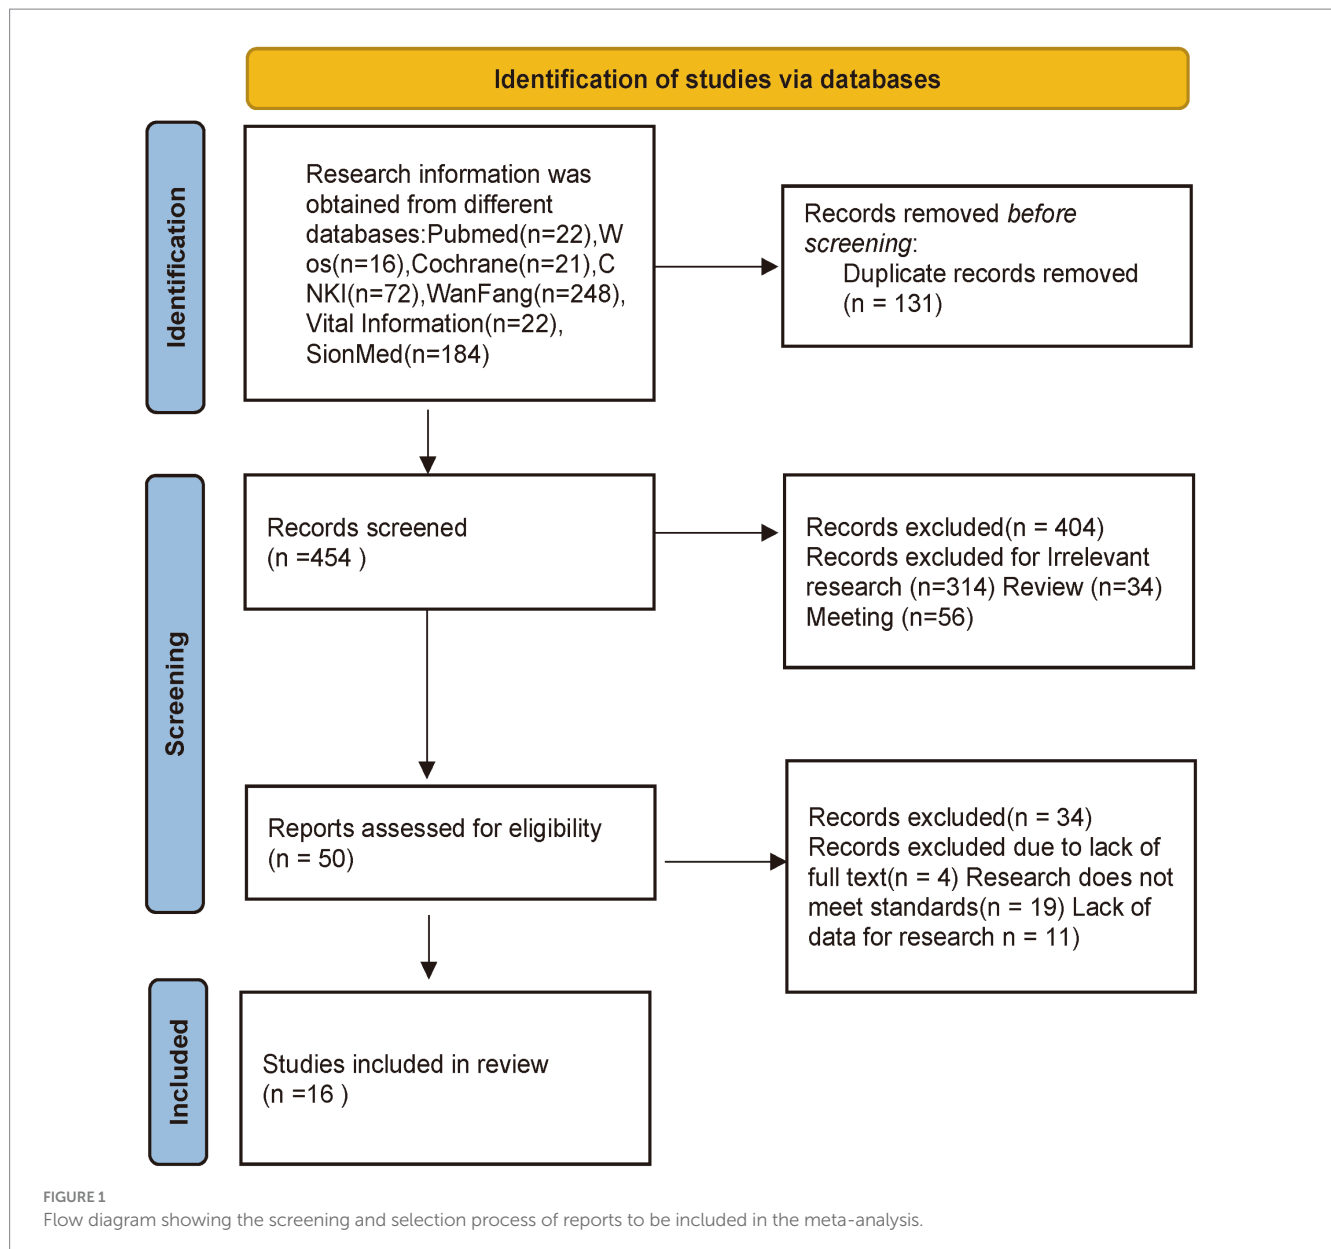 Identification of studies via databases
Identification
Research information was
obtained from different
databases:Pubmed(n=22),W
os(n=16),Cochrane(n=21),C
NKI(n=72),WanFang(n=248),
Vital Information(n=22),
SionMed(n=184)
Records removed before
screening:
Duplicate records removed
(n = 131)
Screening
Records screened
(n =454 )
Records excluded(n = 404)
Records excluded for Irrelevant
research (n=314) Review (n=34)
Meeting (n=56)
Reports assessed for eligibility
(n = 50)
Records excluded(n = 34)
Records excluded due to lack of
full text(n = 4) Research does not
meet standards(n = 19) Lack of
data for research n = 11)
Included
Studies included in review
(n =16 )
FIGURE 1
Flow diagram showing the screening and selection process of reports to be included in the meta-analysis.